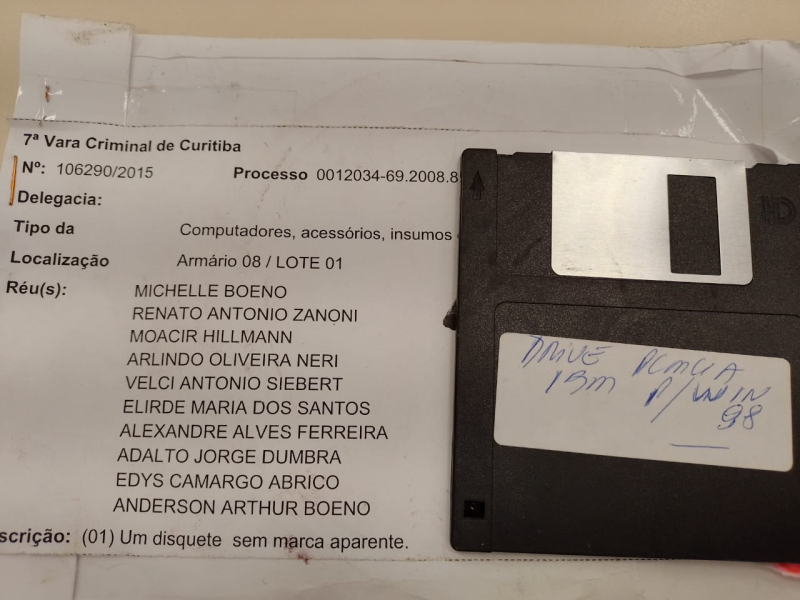 7ª Vara Criminal de Curitiba
Nº: 106290/2015 Processo 0012034-69.2008.8
Delegacia:
Tipo da Computadores, acessórios, insumos
Localização Armário 08 / LOTE 01
Réu(s): MICHELLE BOENO
RENATO ANTONIO ZANONI
MOACIR HILLMANN
ARLINDO OLIVEIRA NERI
VELCI ANTONIO SIEBERT
ELIRDE MARIA DOS SANTOS
ALEXANDRE ALVES FERREIRA
ADALTO JORGE DUMBRA
EDYS CAMARGO ABRICO
ANDERSON ARTHUR BOENO
scrição: (01) Um disquete sem marca aparente.
HD
DRIVE PCMCIA
IBM P/WIN
98